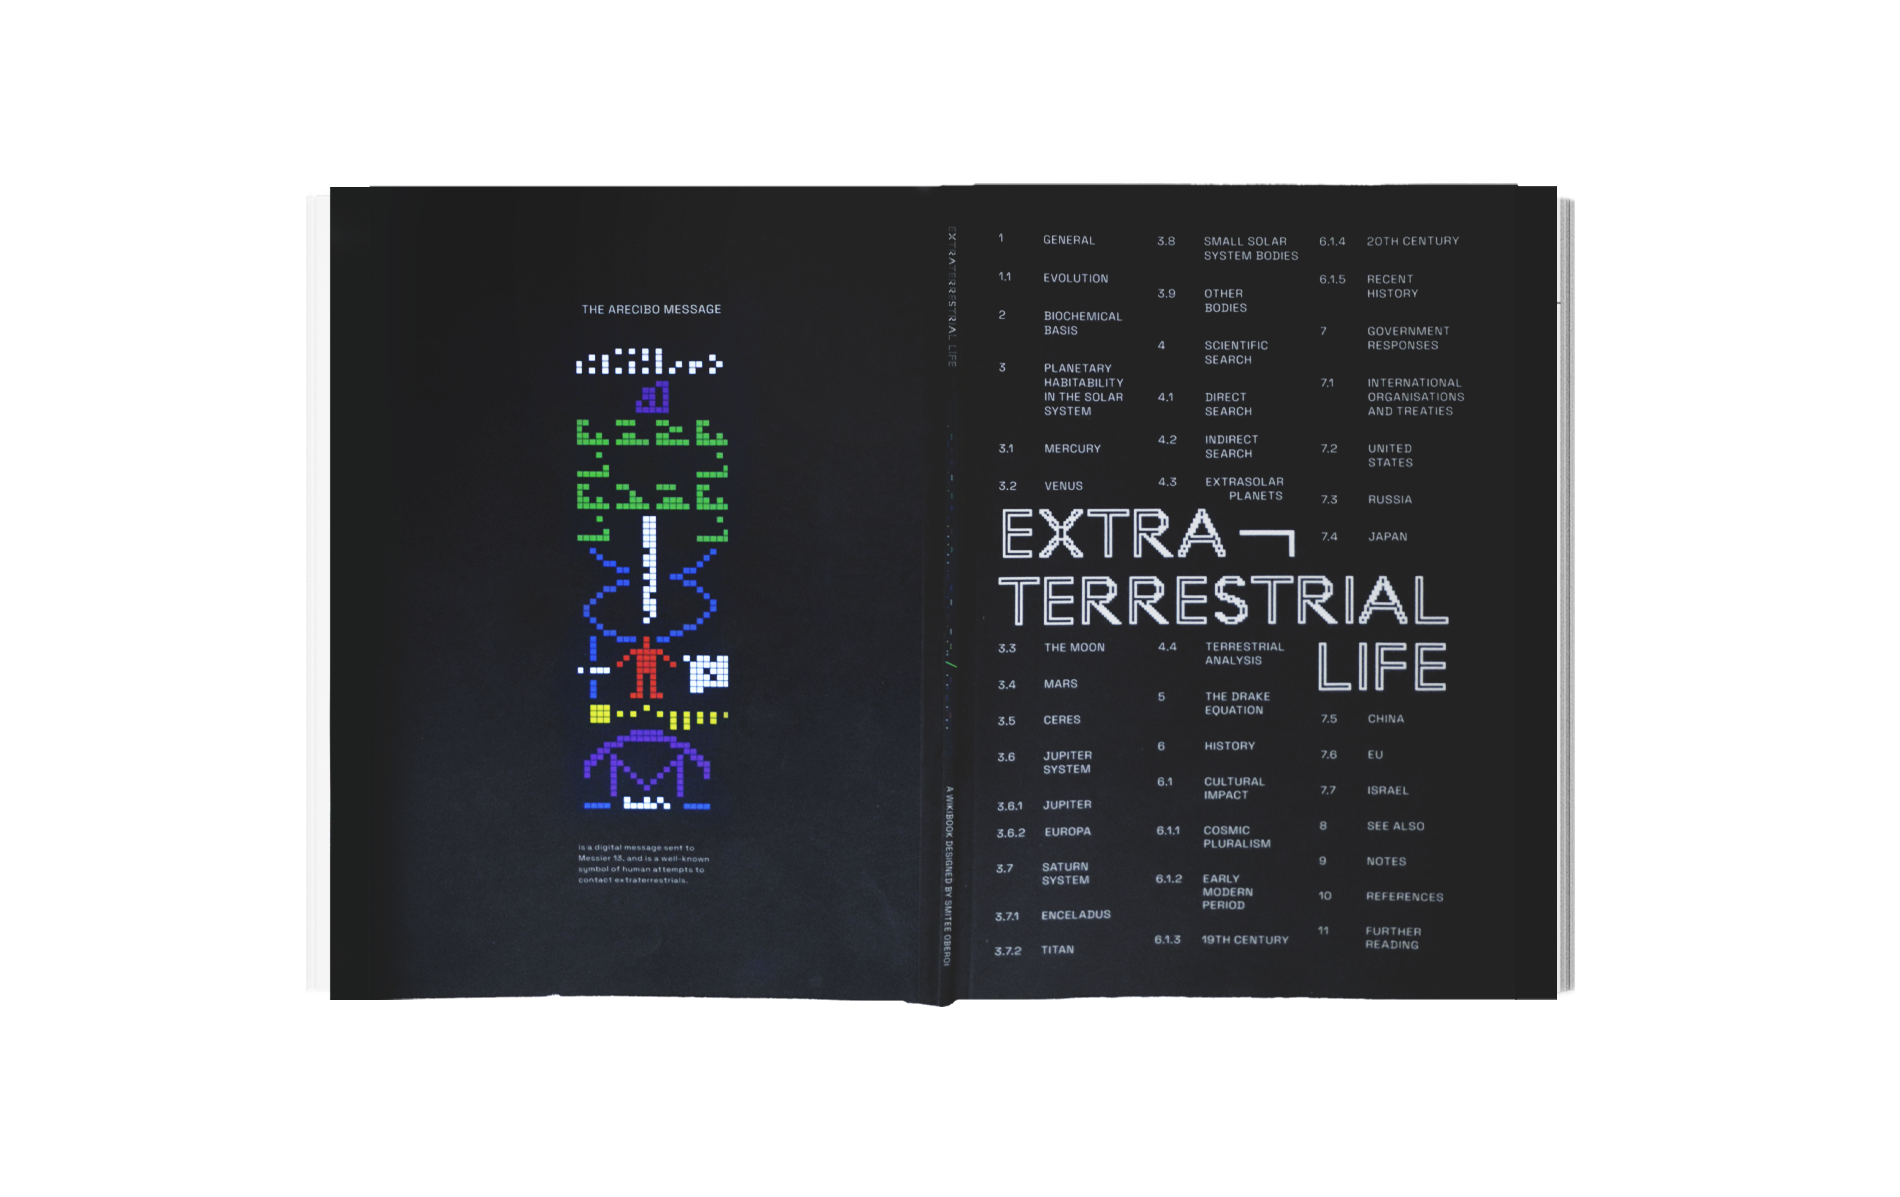 THE ARECIBO MESSAGE
is a digital message sent to
Messier 13, and is a well-known
symbol of human attempts to
contact extraterrestrials.
EXTRATERRESTRIAL LIFE
A WIKIBOOK DESIGNED BY SMITEE OBEROI
1 GENERAL
1.1 EVOLUTION
2 BIOCHEMICAL
BASIS
3 PLANETARY
HABITABILITY
IN THE SOLAR
SYSTEM
3.1 MERCURY
3.2 VENUS
3.8 SMALL SOLAR
SYSTEM BODIES
3.9 OTHER
BODIES
4 SCIENTIFIC
SEARCH
4.1 DIRECT
SEARCH
4.2 INDIRECT
SEARCH
4.3 EXTRASOLAR
PLANETS
6.1.4 20TH CENTURY
6.1.5 RECENT
HISTORY
7 GOVERNMENT
RESPONSES
7.1 INTERNATIONAL
ORGANISATIONS
AND TREATIES
7.2 UNITED
STATES
7.3 RUSSIA
7.4 JAPAN
EXTRA¬
TERRESTRIAL
LIFE
3.3 THE MOON
3.4 MARS
3.5 CERES
3.6 JUPITER
SYSTEM
3.6.1 JUPITER
3.6.2 EUROPA
3.7 SATURN
SYSTEM
3.7.1 ENCELADUS
3.7.2 TITAN
4.4 TERRESTRIAL
ANALYSIS
5 THE DRAKE
EQUATION
6 HISTORY
6.1 CULTURAL
IMPACT
6.1.1 COSMIC
PLURALISM
6.1.2 EARLY
MODERN
PERIOD
6.1.3 19TH CENTURY
7.5 CHINA
7.6 EU
7.7 ISRAEL
8 SEE ALSO
9 NOTES
10 REFERENCES
11 FURTHER
READING